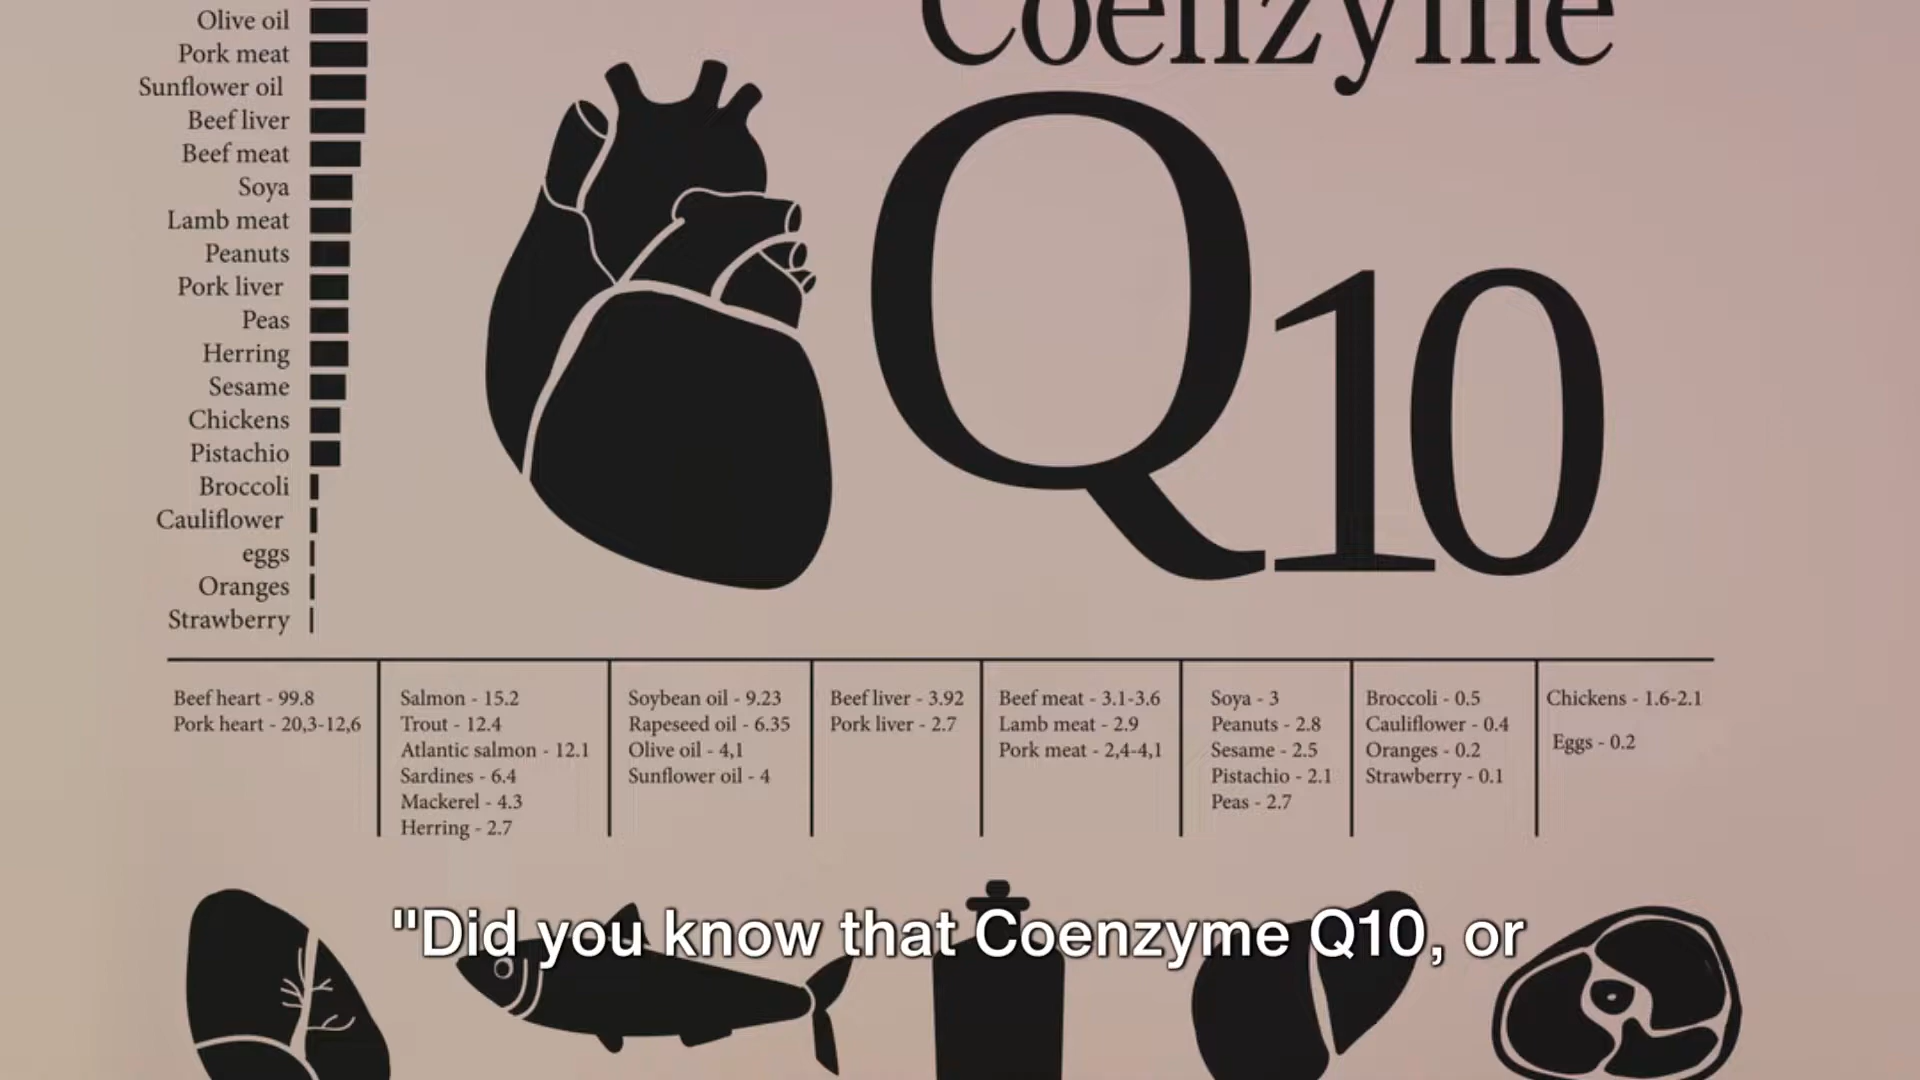 Coenzyme
Q10
Olive oil
Pork meat
Sunflower oil
Beef liver
Beef meat
Soya
Lamb meat
Peanuts
Pork liver
Peas
Herring
Sesame
Chickens
Pistachio
Broccoli
Cauliflower
eggs
Oranges
Strawberry
Beef heart - 99.8
Pork heart - 20,3-12,6
Salmon - 15.2
Trout - 12.4
Atlantic salmon - 12.1
Sardines - 6.4
Mackerel - 4.3
Herring - 2.7
Soybean oil - 9.23
Rapeseed oil - 6.35
Olive oil - 4,1
Sunflower oil - 4
Beef liver - 3.92
Pork liver - 2.7
Beef meat - 3.1-3.6
Lamb meat - 2.9
Pork meat - 2,4-4,1
Soya - 3
Peanuts - 2.8
Sesame - 2.5
Pistachio - 2.1
Peas - 2.7
Broccoli - 0.5
Cauliflower - 0.4
Oranges - 0.2
Strawberry - 0.1
Chickens - 1.6-2.1
Eggs - 0.2
"Did you know that Coenzyme Q10, or